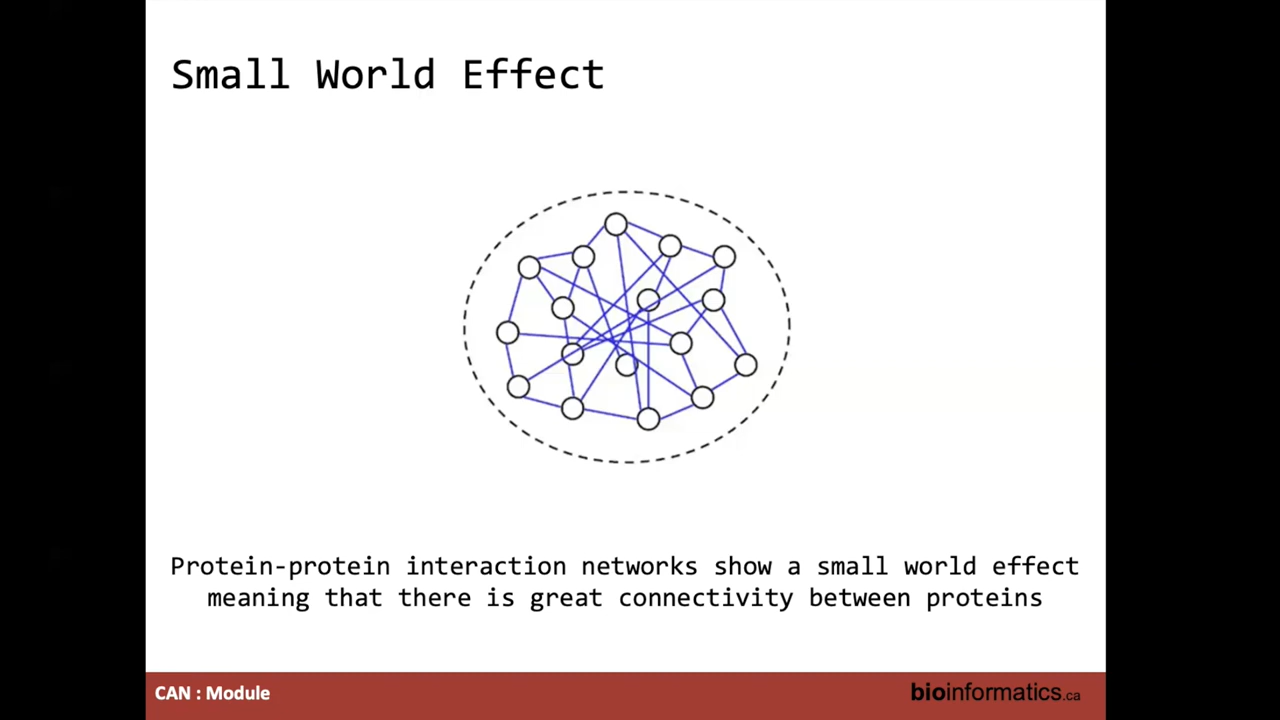 Small World Effect
Protein-protein interaction networks show a small world effect
meaning that there is great connectivity between proteins
CAN : Module
bioinformatics.ca